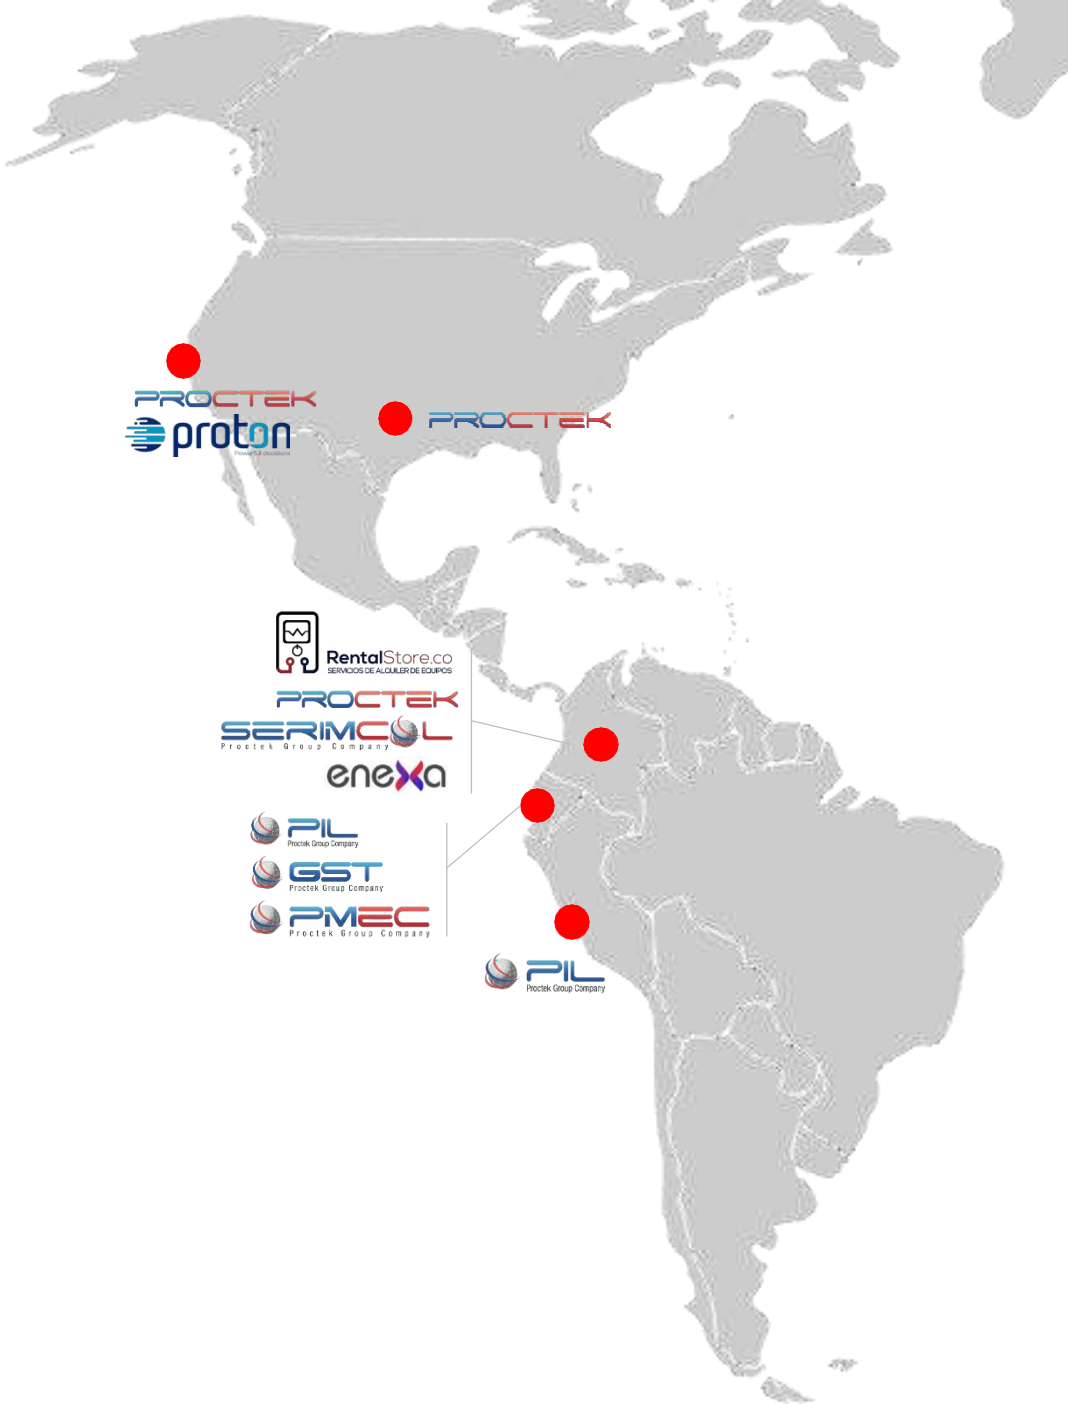 PROCTEK
proton
Powerful decisions
PROCTEK
RentalStore.co
SERVICIOS DE ALQUILER DE EQUIPOS
PROCTEK
SERIMCOL
Proctek Group Company
enexa
PIL
Proctek Group Company
GST
Proctek Group Company
PMEC
Proctek Group Company
PIL
Proctek Group Company